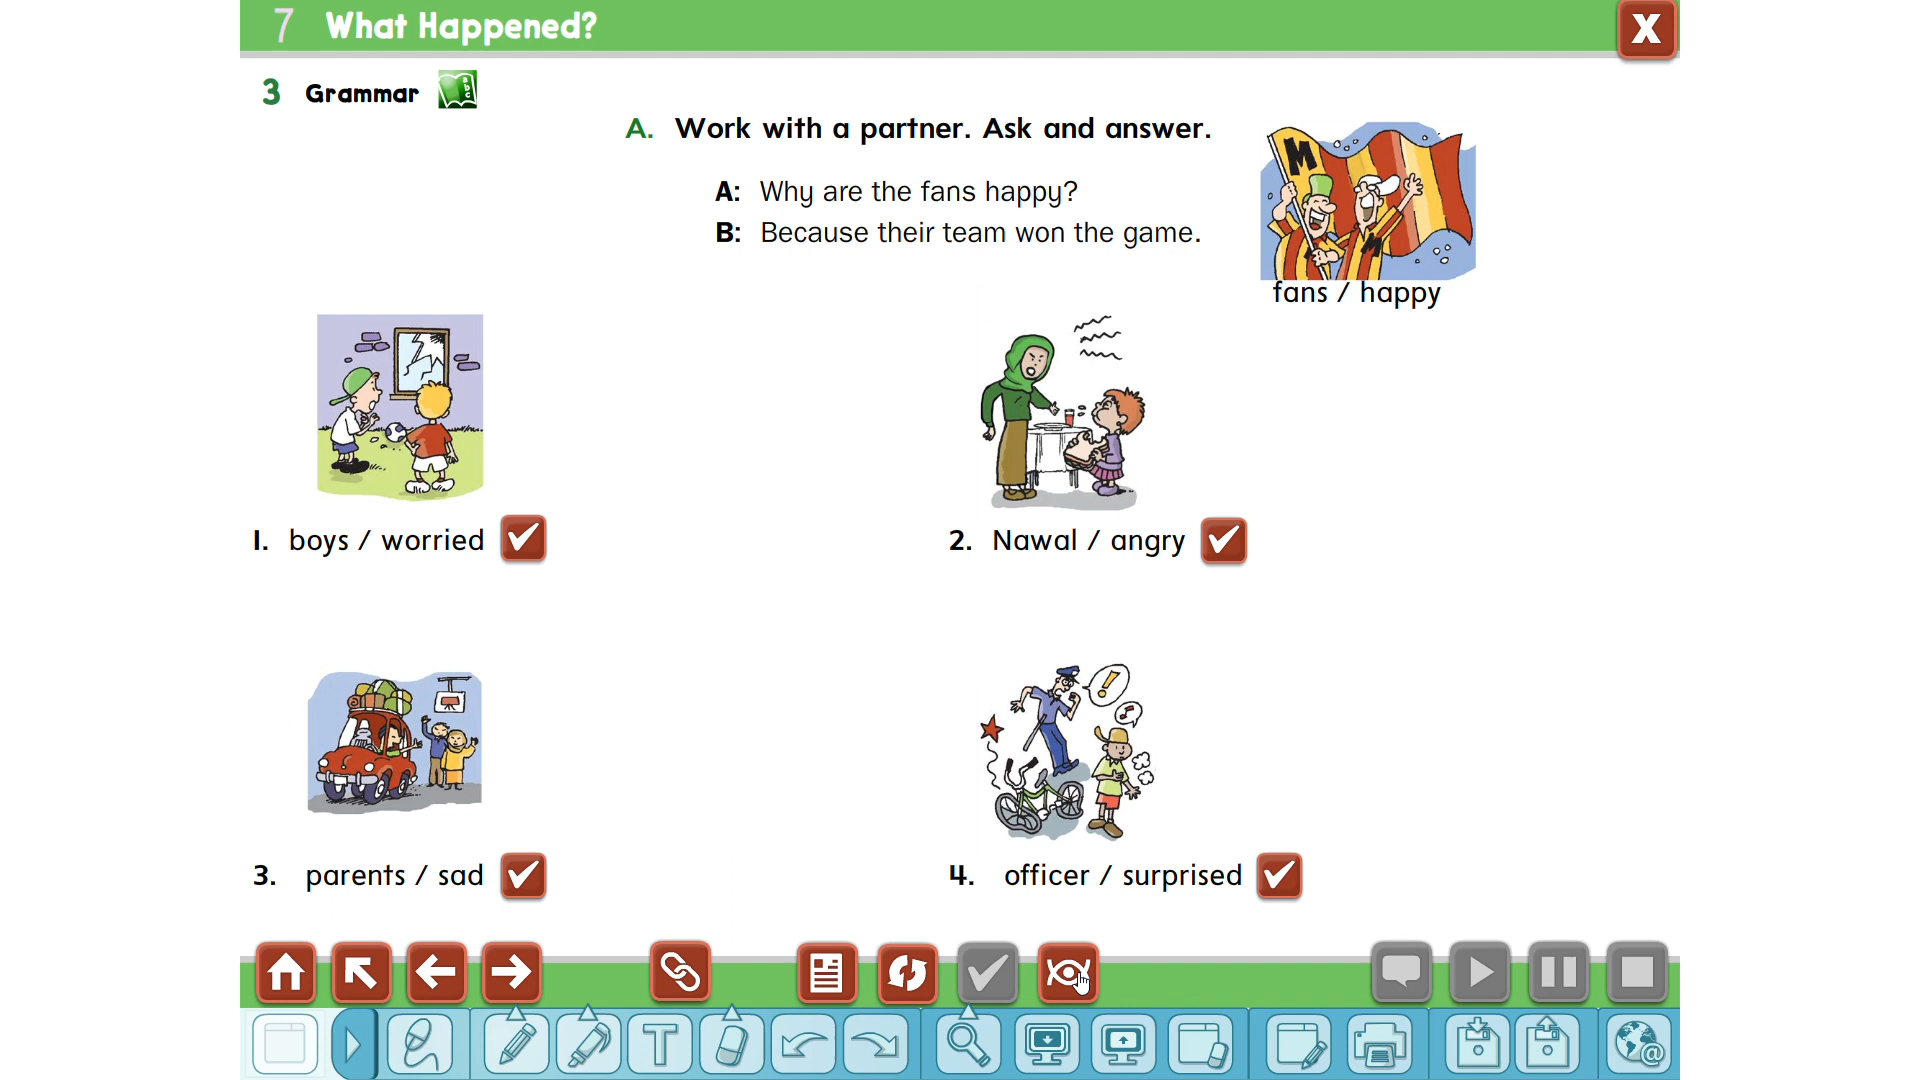 7 What Happened?
X
3 Grammar
abc
A. Work with a partner. Ask and answer.
A: Why are the fans happy?
B: Because their team won the game.
M
M
fans / happy
1. boys / worried
2. Nawal / angry
!
3. parents / sad
4. officer / surprised
T
@